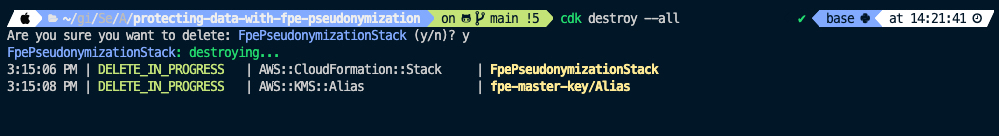 ~/gi/Se/A/protecting-data-with-fpe-pseudonymization on main !5 cdk destroy --all ✔ base at 14:21:41
Are you sure you want to delete: FpePseudonymizationStack (y/n)? y
FpePseudonymizationStack: destroying...
3:15:06 PM | DELETE_IN_PROGRESS | AWS::CloudFormation::Stack | FpePseudonymizationStack
3:15:08 PM | DELETE_IN_PROGRESS | AWS::KMS::Alias | fpe-master-key/Alias